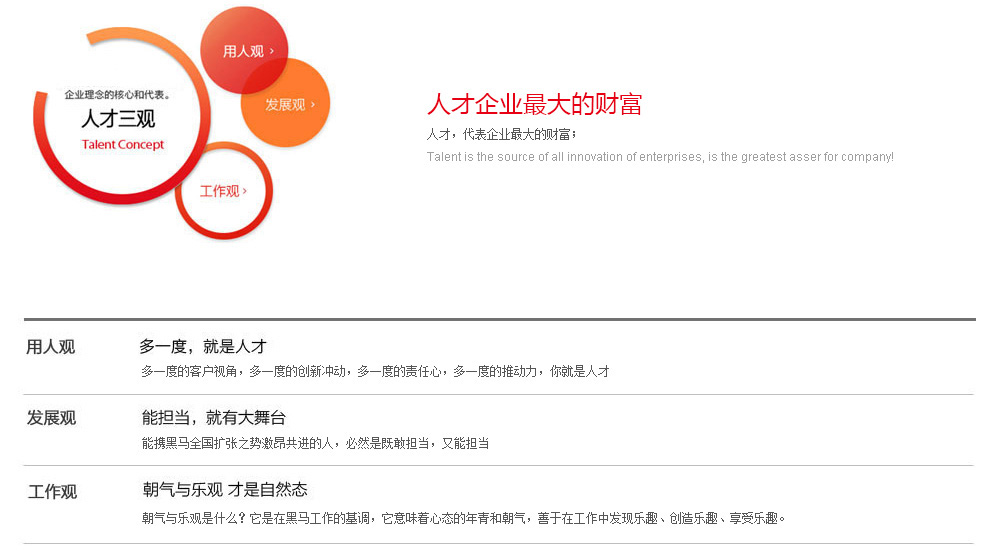 用人观 ›
发展观 ›
企业理念的核心和代表。
人才三观
Talent Concept
工作观 ›
人才企业最大的财富
人才，代表企业最大的财富；
Talent is the source of all innovation of enterprises, is the greatest asser for company!
用人观
多一度，就是人才
多一度的客户视角，多一度的创新冲动，多一度的责任心，多一度的推动力，你就是人才
发展观
能担当，就有大舞台
能携黑马全国扩张之势激昂共进的人，必然是既敢担当，又能担当
工作观
朝气与乐观 才是自然态
朝气与乐观是什么？它是在黑马工作的基调，它意味着心态的年青和朝气，善于在工作中发现乐趣、创造乐趣、享受乐趣。